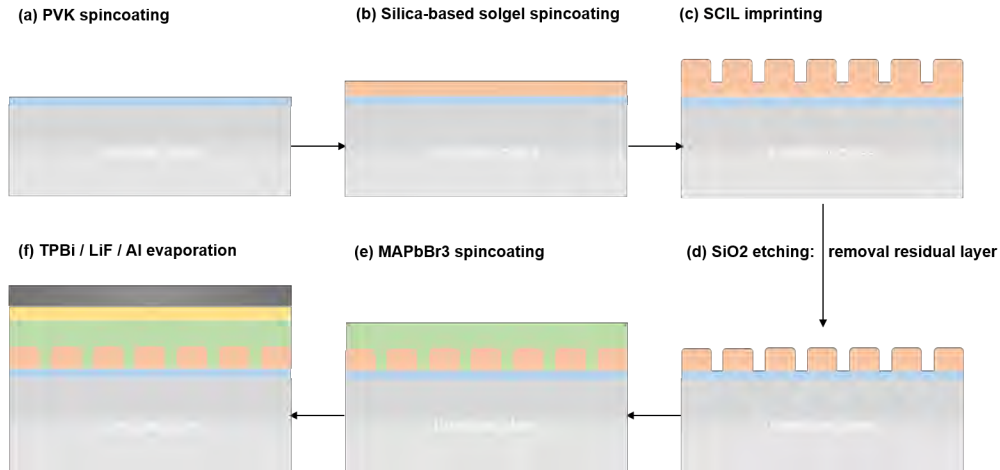 (a) PVK spincoating
(b) Silica-based solgel spincoating
(c) SCIL imprinting
(f) TPBi / LiF / Al evaporation
(e) MAPbBr3 spincoating
(d) SiO2 etching: removal residual layer